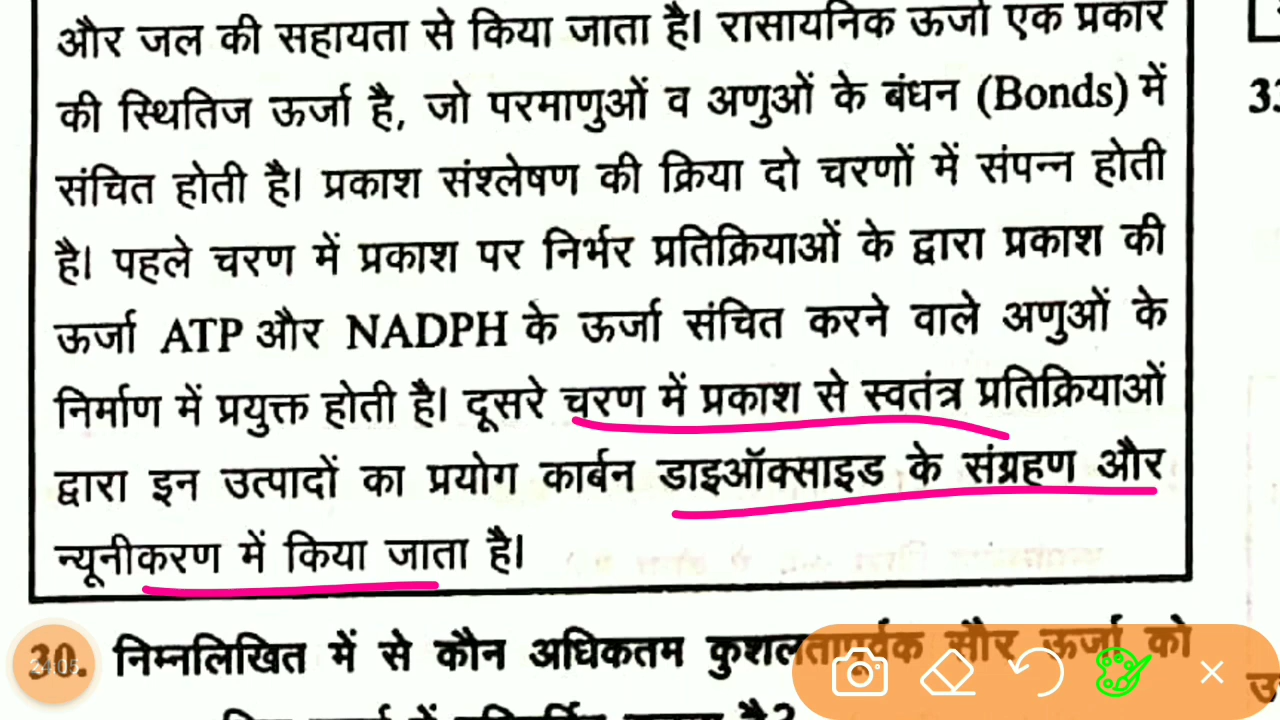 और जल की सहायता से किया जाता है। रासायनिक ऊर्जा एक प्रकार
की स्थितिज ऊर्जा है, जो परमाणुओं व अणुओं के बंधन (Bonds) में
संचित होती है। प्रकाश संश्लेषण की क्रिया दो चरणों में संपन्न होती
है। पहले चरण में प्रकाश पर निर्भर प्रतिक्रियाओं के द्वारा प्रकाश की
ऊर्जा ATP और NADPH के ऊर्जा संचित करने वाले अणुओं के
निर्माण में प्रयुक्त होती है। दूसरे चरण में प्रकाश से स्वतंत्र प्रतिक्रियाओं
द्वारा इन उत्पादों का प्रयोग कार्बन डाइऑक्साइड के संग्रहण और
न्यूनीकरण में किया जाता है।
30. निम्नलिखित में से कौन अधिकतम कुशलतापूर्वक सौर ऊर्जा को
24:05